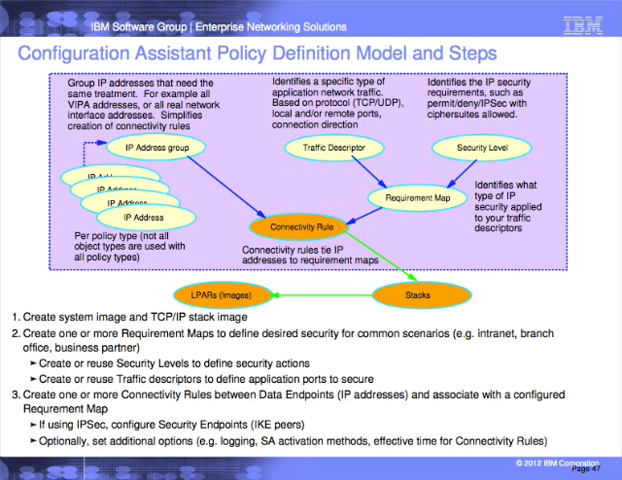 IBM Software Group | Enterprise Networking Solutions
IBM
Configuration Assistant Policy Definition Model and Steps
Group IP addresses that need the
same treatment. For example all
VIPA addresses, or all real network
interface addresses. Simplifies
creation of connectivity rules
Identifies a specific type of
application network traffic.
Based on protocol (TCP/UDP),
local and/or remote ports,
connection direction
Identifies the IP security
requirements, such as
permit/deny/IPSec with
ciphersuites allowed.
IP Address group
Traffic Descriptor
Security Level
IP Address
IP Address
IP Address
IP Address
Requirement Map
Identifies what
type of IP
security applied
to your traffic
descriptors
Connectivity Rule
Per policy type (not all
object types are used with
all policy types)
Connectivity rules tie IP
addresses to requirement maps
LPARs (Images)
Stacks
1. Create system image and TCP/IP stack image
2. Create one or more Requirement Maps to define desired security for common scenarios (e.g. intranet, branch
office, business partner)
➤Create or reuse Security Levels to define security actions
➤Create or reuse Traffic descriptors to define application ports to secure
3. Create one or more Connectivity Rules between Data Endpoints (IP addresses) and associate with a configured
Requrement Map
➤If using IPSec, configure Security Endpoints (IKE peers)
➤Optionally, set additional options (e.g. logging, SA activation methods, effective time for Connectivity Rules)
© 2012 IBM Corporation
Page 47